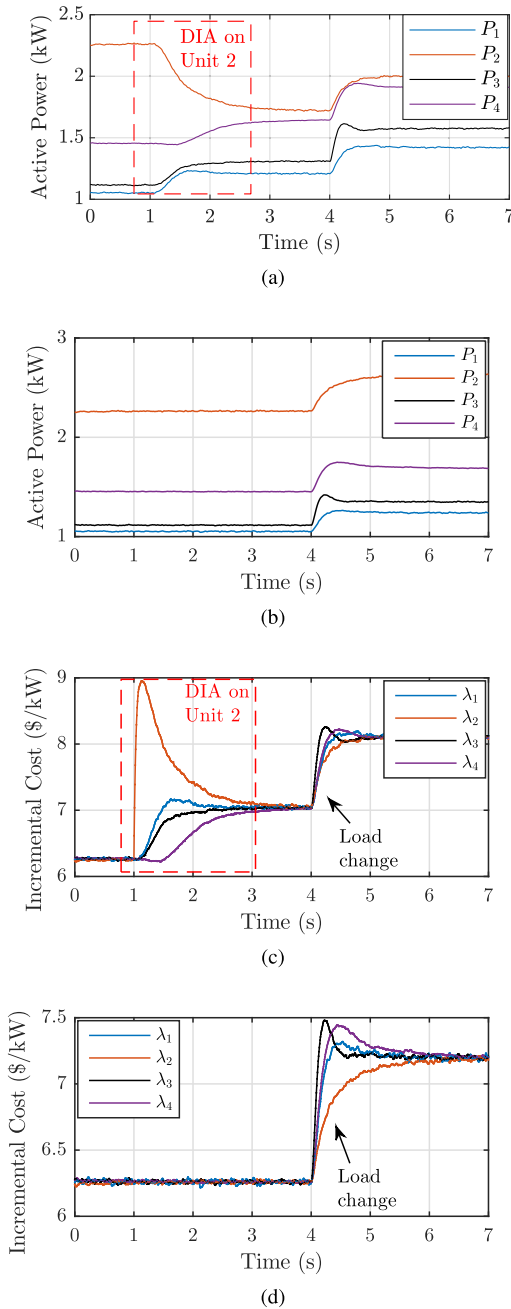 2.5
2
1.5
1
Active Power (kW)
DIA on
Unit 2
P1
P2
P3
P4
0 1 2 3 4 5 6 7
Time (s)
(a)
3
2
1
Active Power (kW)
P1
P2
P3
P4
0 1 2 3 4 5 6 7
Time (s)
(b)
9
8
7
6
Incremental Cost ($/kW)
DIA on
Unit 2
λ1
λ2
λ3
λ4
Load
change
0 1 2 3 4 5 6 7
Time (s)
(c)
7.5
7
6.5
6
Incremental Cost ($/kW)
λ1
λ2
λ3
λ4
Load
change
0 1 2 3 4 5 6 7
Time (s)
(d)